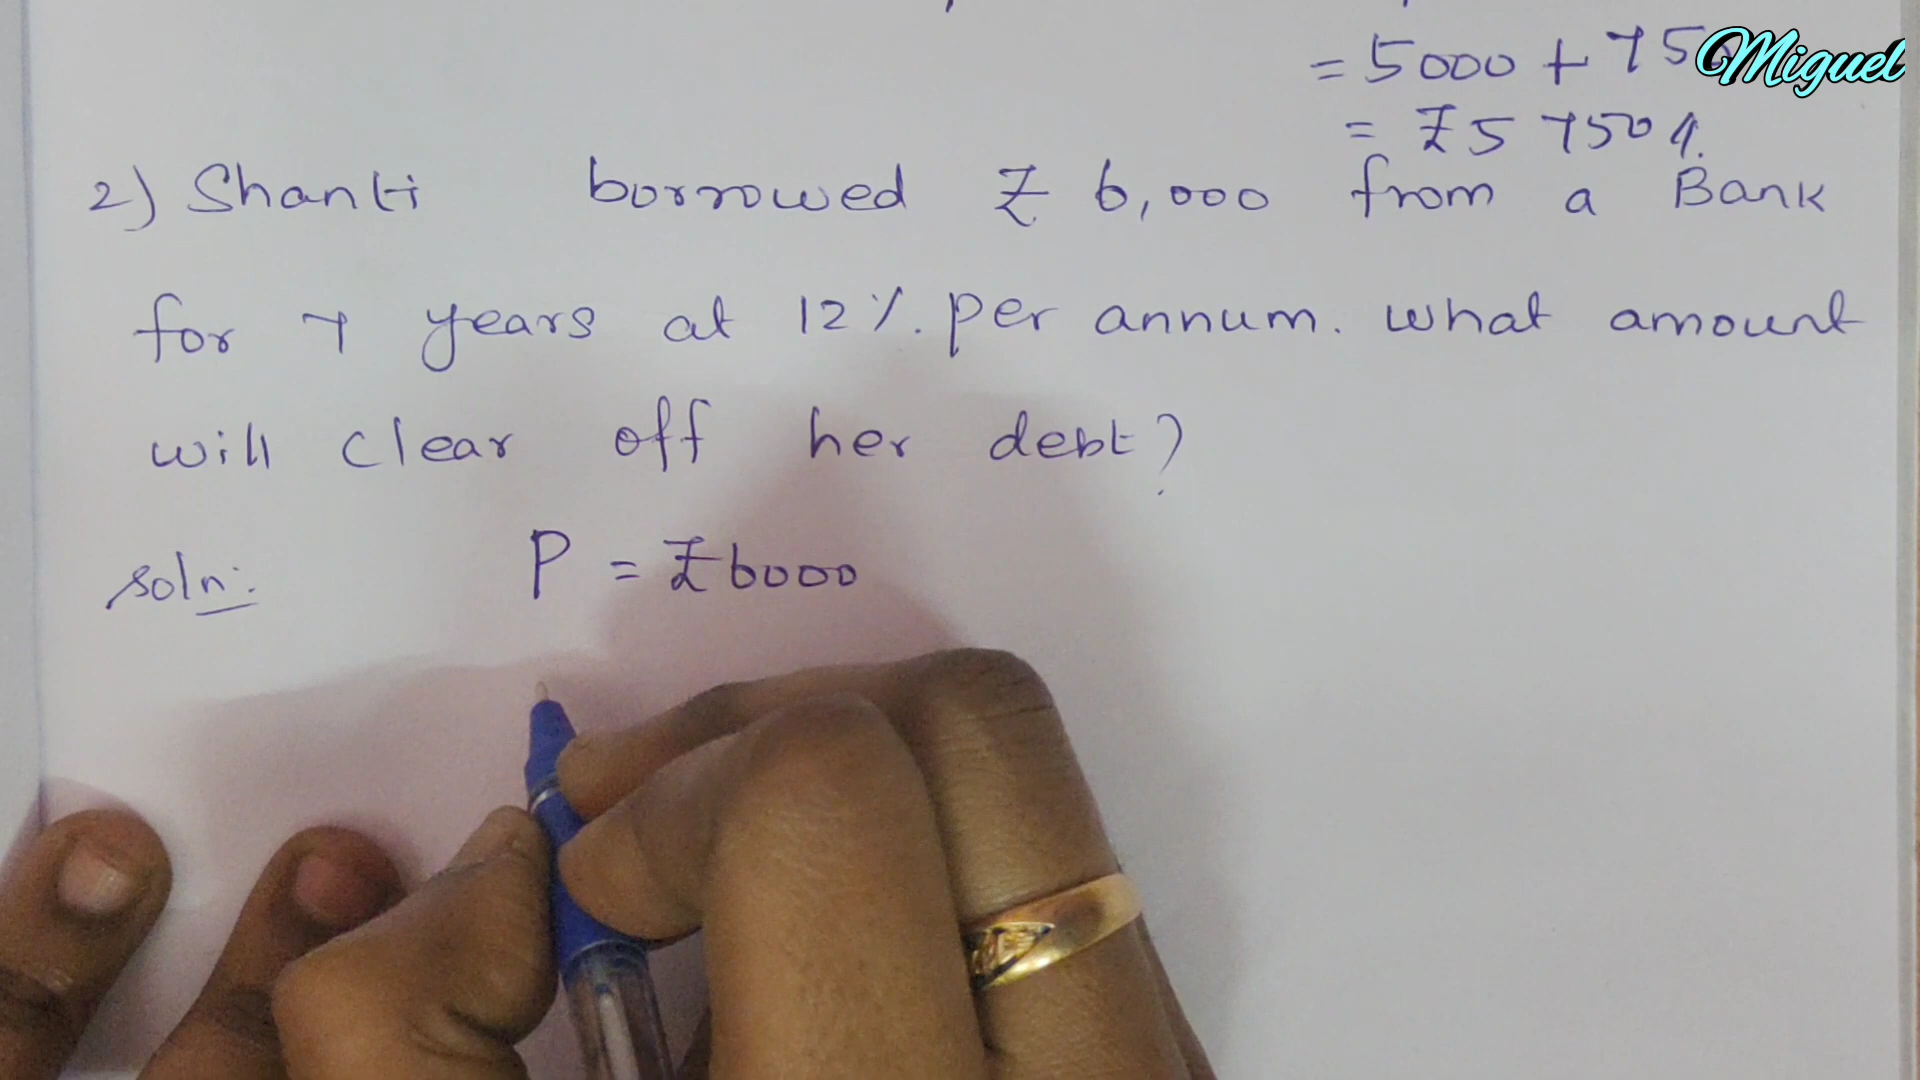 = 5000 + 750
Miguel
= ₹5750/.
2) Shanti borrowed ₹ 6,000 from a Bank
for 7 years at 12%. per annum. what amount
will clear off her debt?
soln:. P = ₹6000